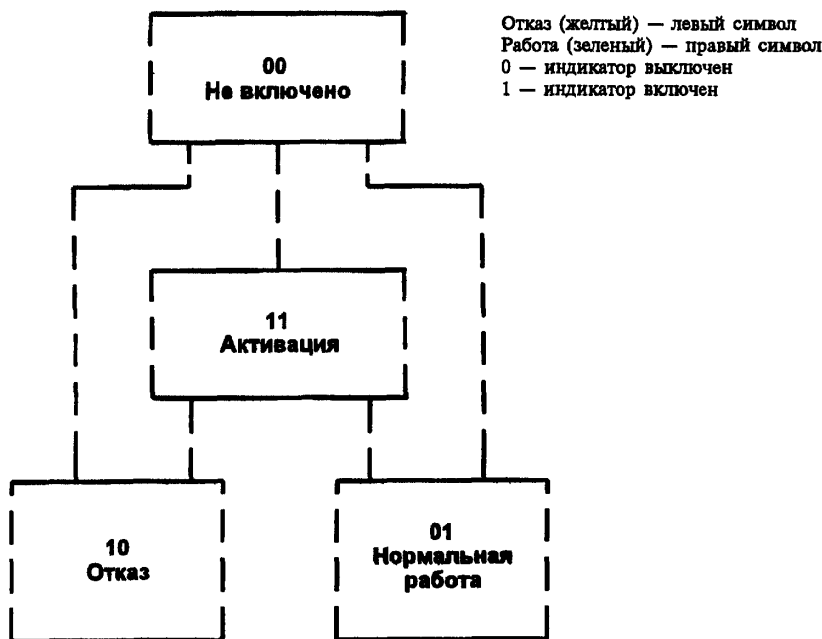 Отказ (желтый) — левый символ
Работа (зеленый) — правый символ
0 — индикатор выключен
1 — индикатор включен
00
Не включено
11
Активация
10
Отказ
01
Нормальная
работа